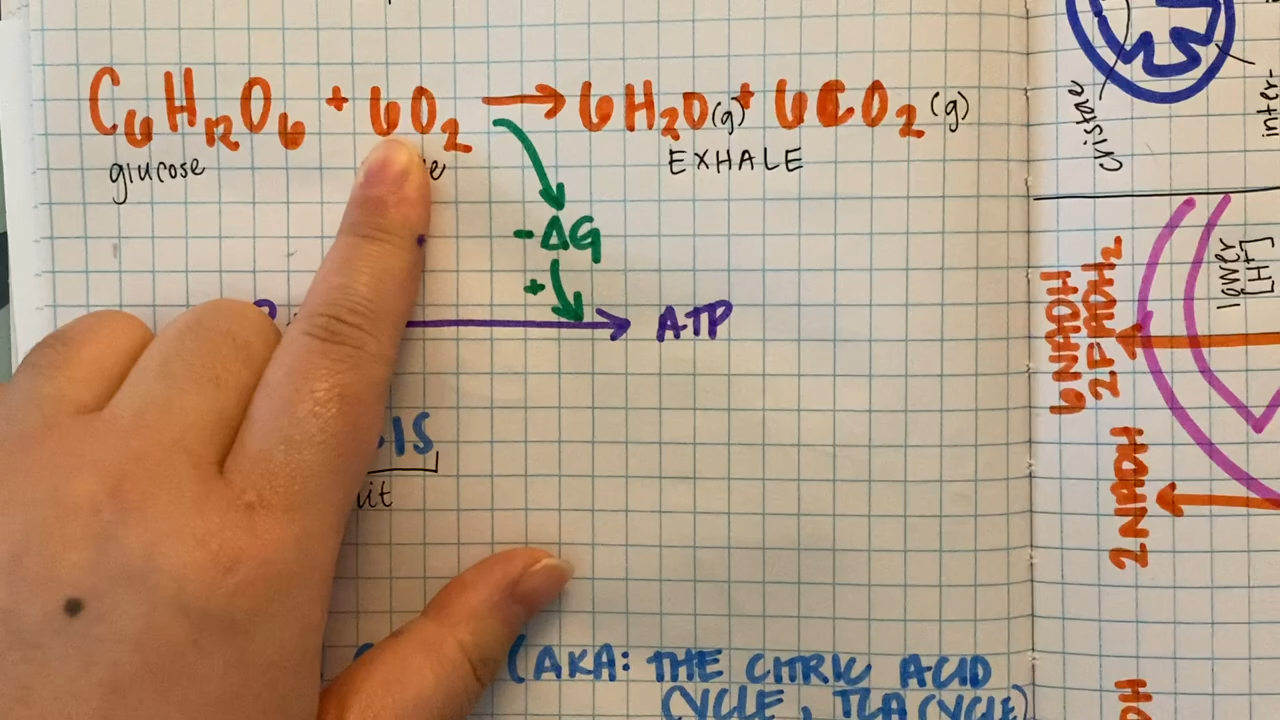 C6H12O6 + 6O2 → 6H2O(g) + 6CO2 (g)
glucose
EXHALE
-ΔG
+
→ ATP
(AKA: THE CITRIC ACID
CYCLE, TCA CYCLE)
cristae
inter-
lower
[H+]
6NADH
2FADH2
2NADH